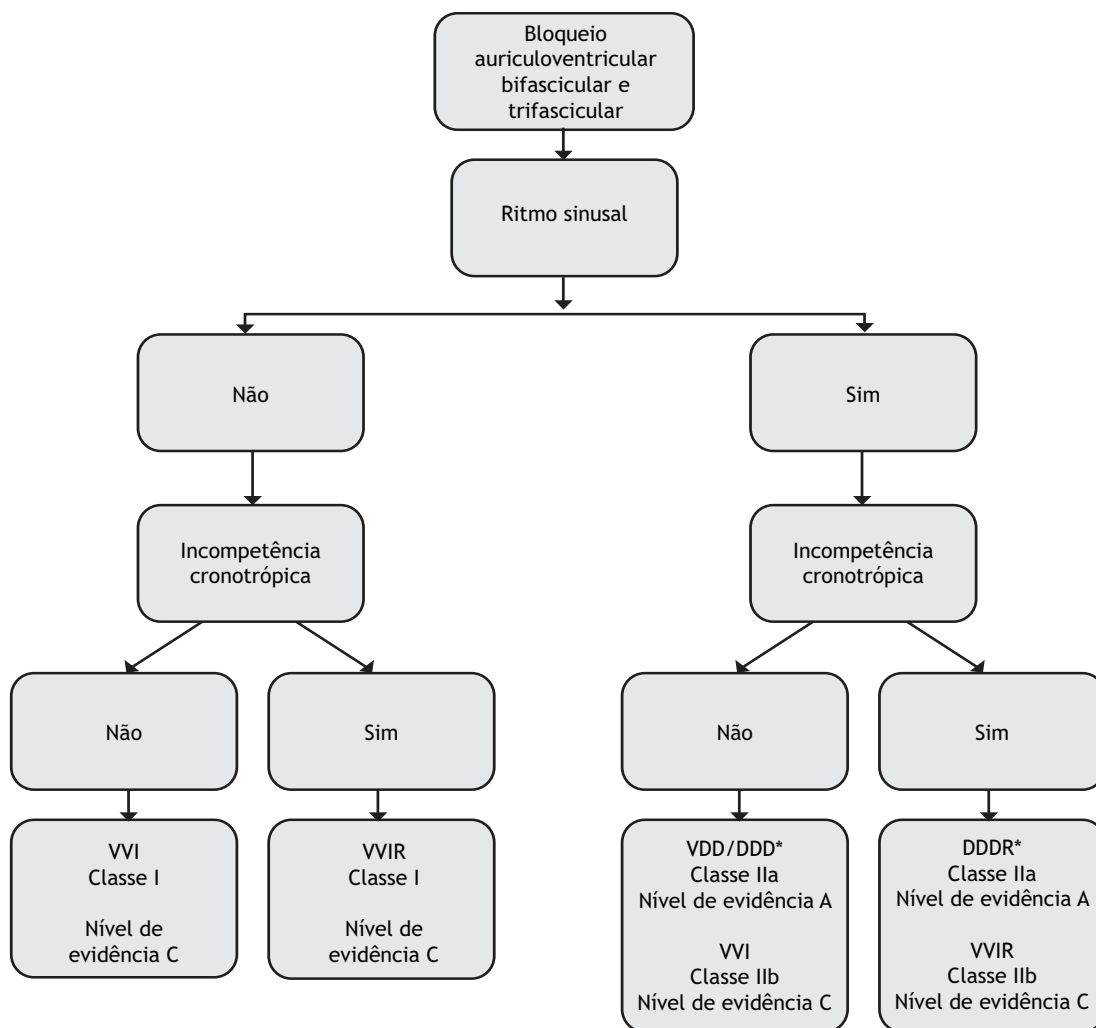 Bloqueio
auriculoventricular
bifascicular e
trifascicular
Ritmo sinusal
Não
Sim
Incompetência
cronotrópica
Incompetência
cronotrópica
Não
Sim
Não
Sim
VVI
Classe I
Nível de
evidência C
VVIR
Classe I
Nível de
evidência C
VDD/DDD*
Classe IIa
Nível de evidência A
VVI
Classe IIb
Nível de evidência C
DDDR*
Classe IIa
Nível de evidência A
VVIR
Classe IIb
Nível de evidência C